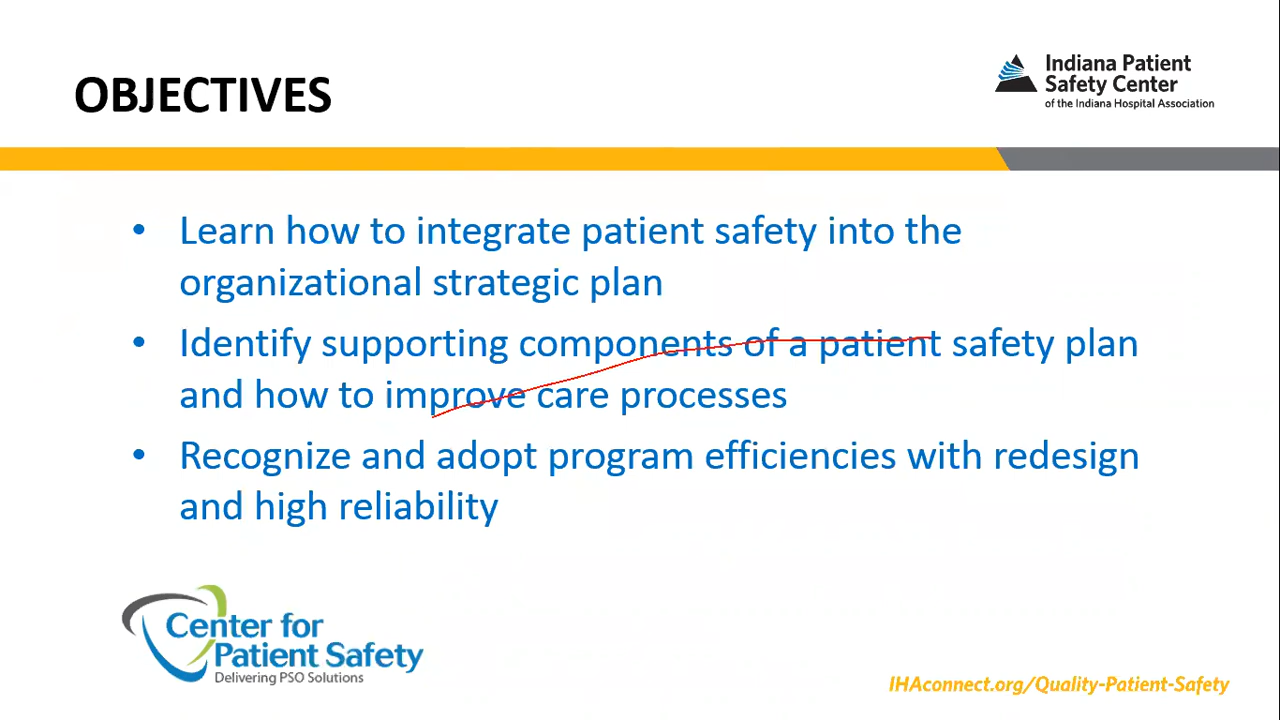 OBJECTIVES
Indiana Patient
Safety Center
of the Indiana Hospital Association
• Learn how to integrate patient safety into the
organizational strategic plan
• Identify supporting components of a patient safety plan
and how to improve care processes
• Recognize and adopt program efficiencies with redesign
and high reliability
Center for
Patient Safety
Delivering PSO Solutions
IHAconnect.org/Quality-Patient-Safety